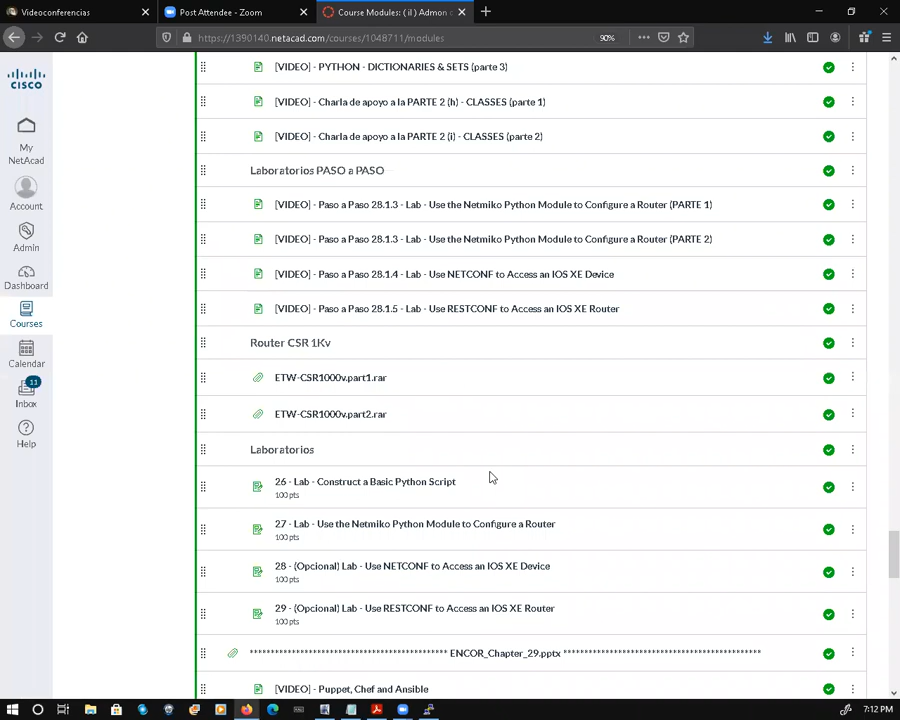 Videoconferencias
Post Attendee - Zoom
Course Modules: ( il ) Admon d
https://1390140.netacad.com/courses/1048711/modules
90%
CISCO
My
NetAcad
Account
Admin
Dashboard
Courses
Calendar
11
Inbox
Help
[VIDEO] - PYTHON - DICTIONARIES & SETS (parte 3)
[VIDEO] - Charla de apoyo a la PARTE 2 (h) - CLASSES (parte 1)
[VIDEO] - Charla de apoyo a la PARTE 2 (i) - CLASSES (parte 2)
Laboratorios PASO a PASO
[VIDEO] - Paso a Paso 28.1.3 - Lab - Use the Netmiko Python Module to Configure a Router (PARTE 1)
[VIDEO] - Paso a Paso 28.1.3 - Lab - Use the Netmiko Python Module to Configure a Router (PARTE 2)
[VIDEO] - Paso a Paso 28.1.4 - Lab - Use NETCONF to Access an IOS XE Device
[VIDEO] - Paso a Paso 28.1.5 - Lab - Use RESTCONF to Access an IOS XE Router
Router CSR 1Kv
ETW-CSR1000v.part1.rar
ETW-CSR1000v.part2.rar
Laboratorios
26 - Lab - Construct a Basic Python Script
100 pts
27 - Lab - Use the Netmiko Python Module to Configure a Router
100 pts
28 - (Opcional) Lab - Use NETCONF to Access an IOS XE Device
100 pts
29 - (Opcional) Lab - Use RESTCONF to Access an IOS XE Router
100 pts
*********************************************** ENCOR_Chapter_29.pptx ***********************************************
[VIDEO] - Puppet, Chef and Ansible
7:12 PM